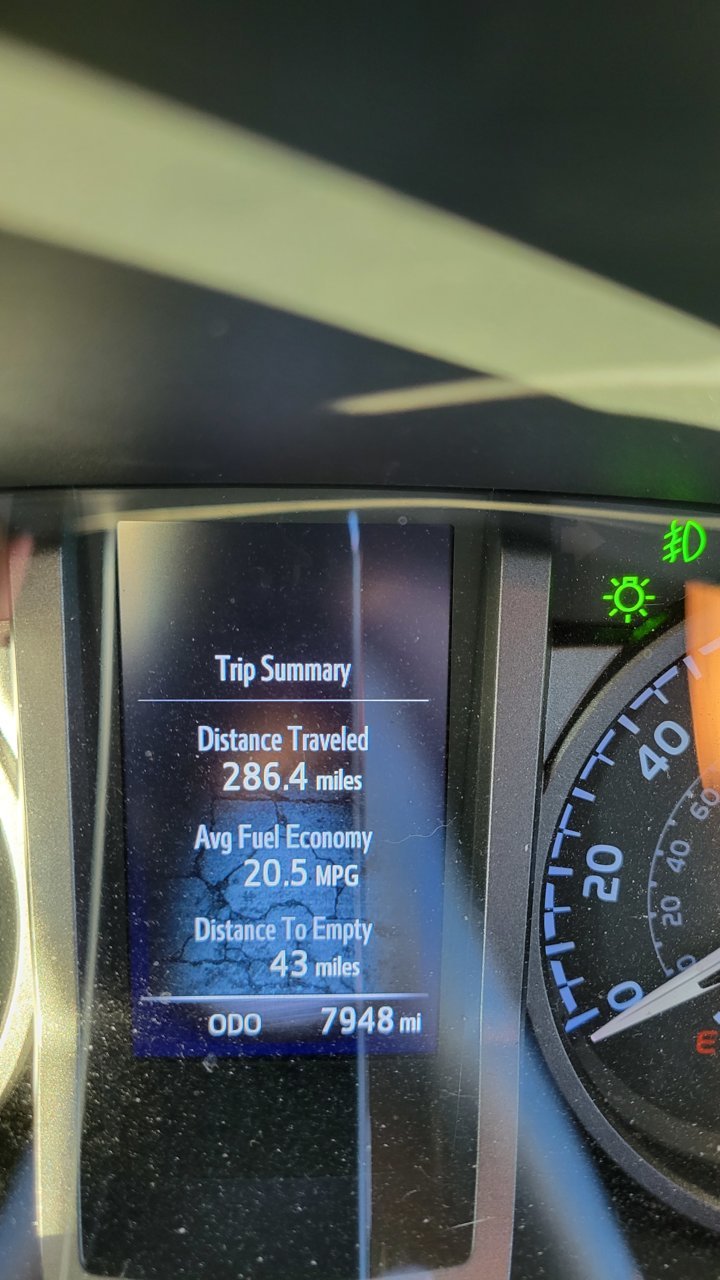 Trip Summary
Distance Traveled
286.4 miles
Avg Fuel Economy
20.5 MPG
Distance To Empty
43 miles
ODO 7948 mi
40
20
0
60
40
20
0